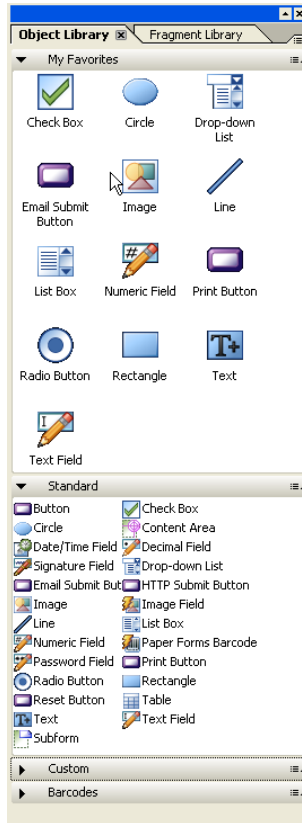 Object Library Fragment Library
My Favorites
Check Box Circle Drop-down List
Email Submit Button Image Line
List Box Numeric Field Print Button
Radio Button Rectangle Text
Text Field
Standard
Button Check Box
Circle Content Area
Date/Time Field Decimal Field
Signature Field Drop-down List
Email Submit But HTTP Submit Button
Image Image Field
Line List Box
Numeric Field Paper Forms Barcode
Password Field Print Button
Radio Button Rectangle
Reset Button Table
Text Text Field
Subform
Custom
Barcodes